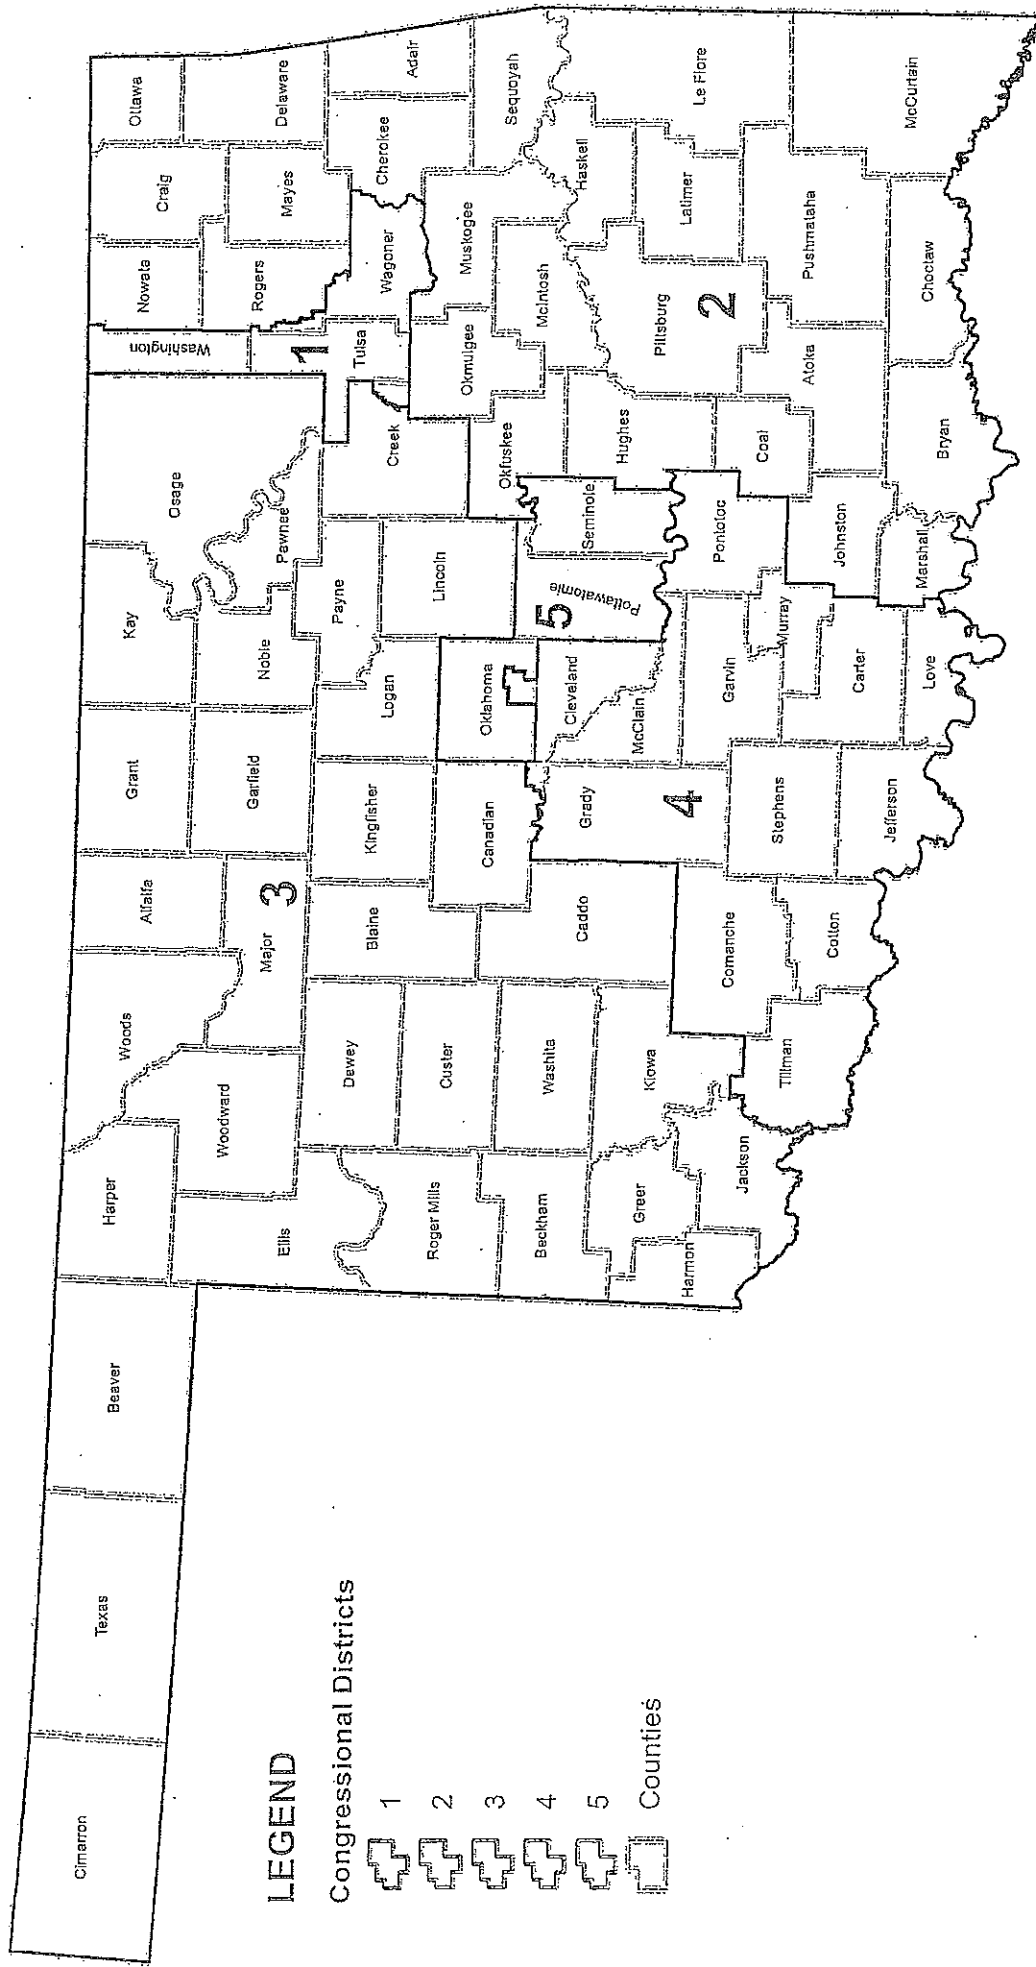 Cimarron
Texas
Beaver
Harper
Woods
Alfalfa
Grant
Kay
Osage
Washington
Nowata
Craig
Ottawa
Ellis
Woodward
Major
3
Garfield
Noble
Pawnee
1
Rogers
Mayes
Delaware
Roger Mills
Dewey
Blaine
Kingfisher
Logan
Payne
Creek
Tulsa
Wagoner
Cherokee
Adair
Custer
Canadian
Oklahoma
Lincoln
Okfuskee
Okmulgee
Muskogee
Sequoyah
Beckham
Washita
Caddo
Grady
Cleveland
McClain
5
Pottawatomie
Seminole
Hughes
McIntosh
Haskell
Le Flore
Harmon
Greer
Kiowa
Comanche
4
Garvin
Pontotoc
Coal
Pittsburg
2
Latimer
Jackson
Tillman
Cotton
Stephens
Murray
Johnston
Atoka
Pushmataha
McCurtain
Jefferson
Carter
Love
Marshall
Bryan
Choctaw
LEGEND
Congressional Districts
1
2
3
4
5
Counties